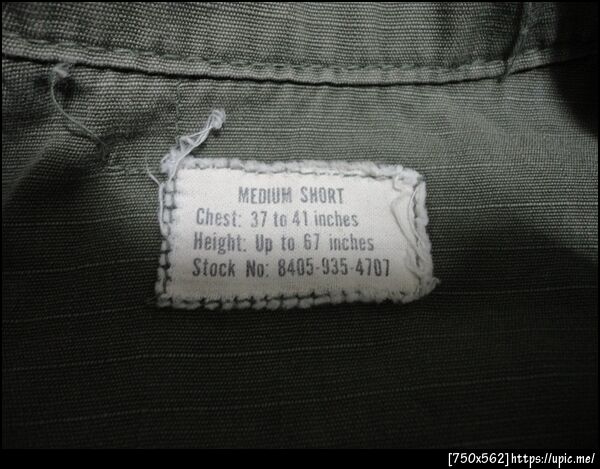 MEDIUM SHORT
Chest: 37 to 41 inches
Height: Up to 67 inches
Stock No: 8405-935-4707
[750x562]https://upic.me/